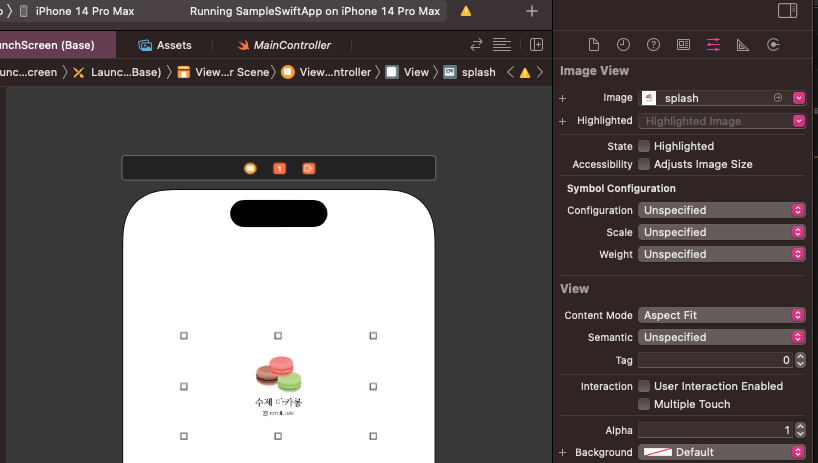 iPhone 14 Pro Max
Running SampleSwiftApp on iPhone 14 Pro Max
unchScreen (Base)
Assets
MainController
unc...creen
Launc...Base)
View...r Scene
View...ntroller
View
splash
Image View
Image
splash
Highlighted
Highlighted Image
State
Highlighted
Accessibility
Adjusts Image Size
Symbol Configuration
Configuration
Unspecified
Scale
Unspecified
Weight
Unspecified
View
Content Mode
Aspect Fit
Semantic
Unspecified
Tag
0
Interaction
User Interaction Enabled
Multiple Touch
Alpha
1
Background
Default
수제 마카롱